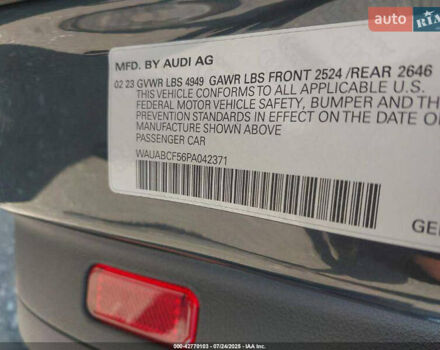 RIA
MFD. BY AUDI AG
02 23 GVWR LBS 4949 GAWR LBS FRONT 2524 /REAR 2646
THIS VEHICLE CONFORMS TO ALL APPLICABLE U.S.
FEDERAL MOTOR VEHICLE SAFETY, BUMPER AND THE
PREVENTION STANDARDS IN EFFECT ON THE DATE O
MANUFACTURE SHOWN ABOVE
PASSENGER CAR
WAUABCF56PA042371
GE
000-42770103 - 07/24/2025 - IAA Inc.